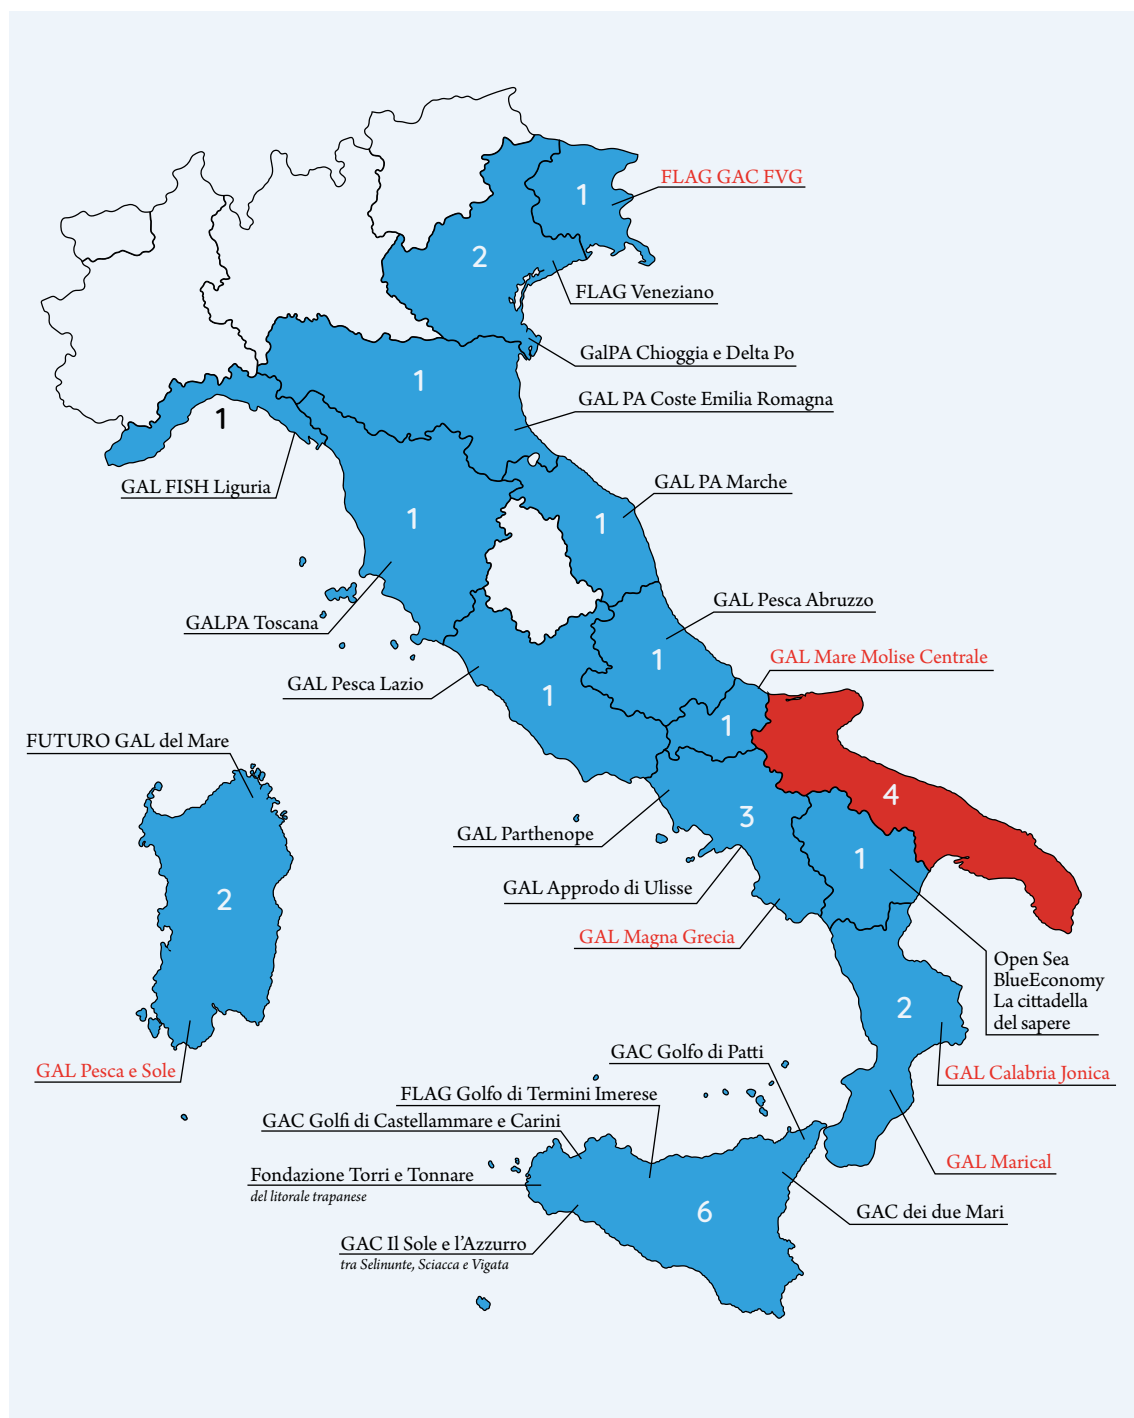 FLAG GAC FVG
1
2
FLAG Veneziano
GalPA Chioggia e Delta Po
1
GAL PA Coste Emilia Romagna
1
GAL FISH Liguria
GAL PA Marche
1
1
GALPA Toscana
GAL Pesca Abruzzo
1
GAL Mare Molise Centrale
GAL Pesca Lazio
1
1
FUTURO GAL del Mare
4
3
GAL Parthenope
1
GAL Approdo di Ulisse
2
GAL Magna Grecia
Open Sea
BlueEconomy
La cittadella
del sapere
2
GAL Pesca e Sole
GAC Golfo di Patti
GAL Calabria Jonica
FLAG Golfo di Termini Imerese
GAC Golfi di Castellammare e Carini
GAL Marical
Fondazione Torri e Tonnare
del litorale trapanese
6
GAC dei due Mari
GAC Il Sole e l'Azzurro
tra Selinunte, Sciacca e Vigata